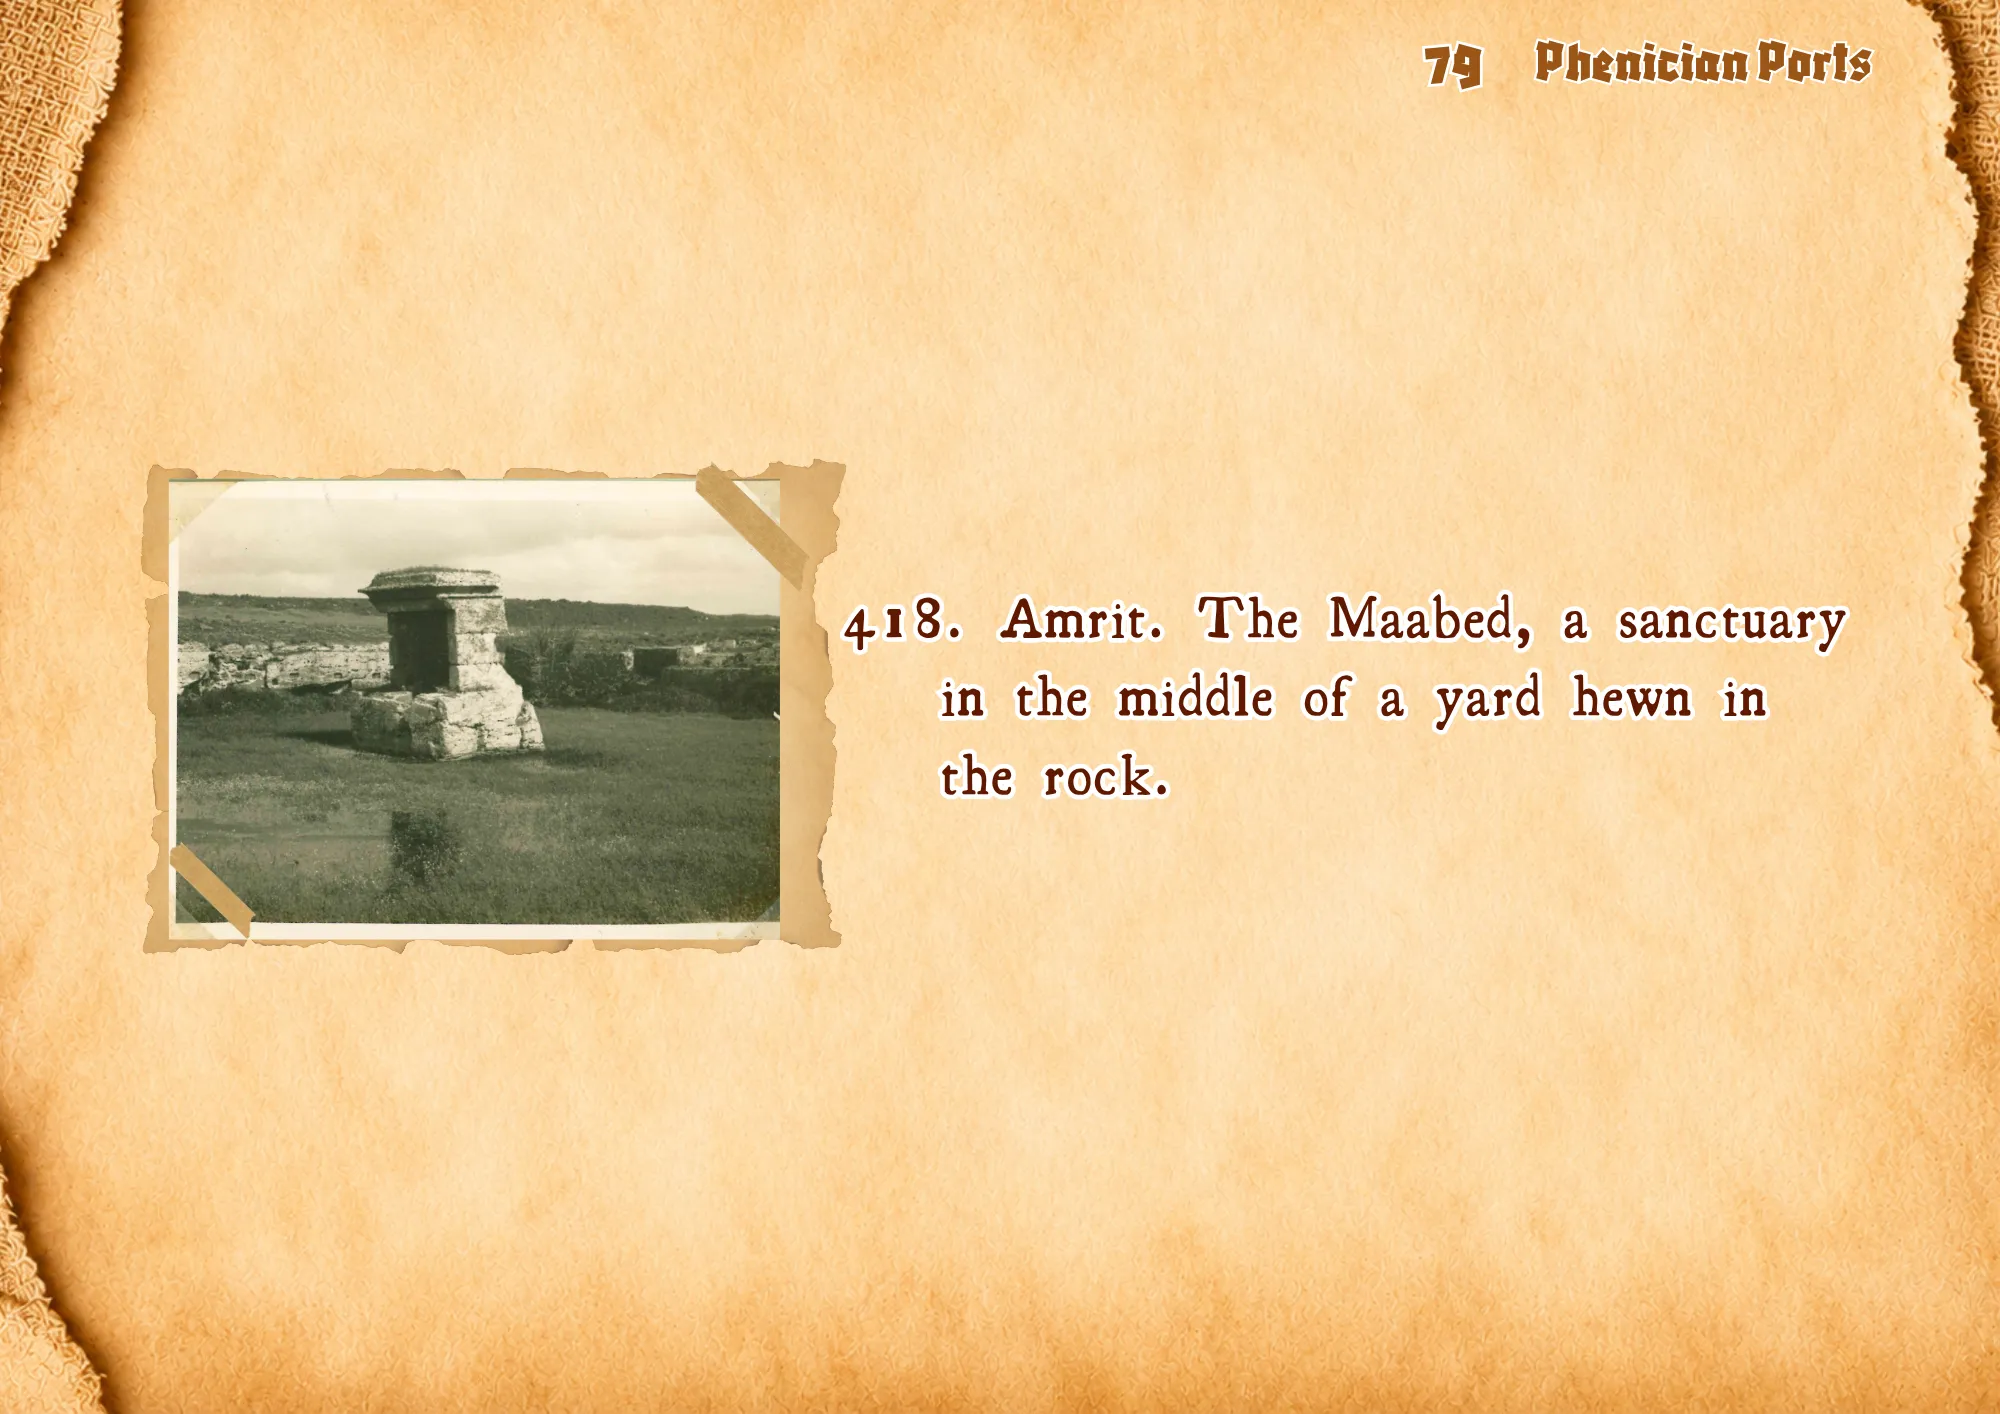 79 Phenician Ports
418. Amrit. The Maabed, a sanctuary
in the middle of a yard hewn in
the rock.